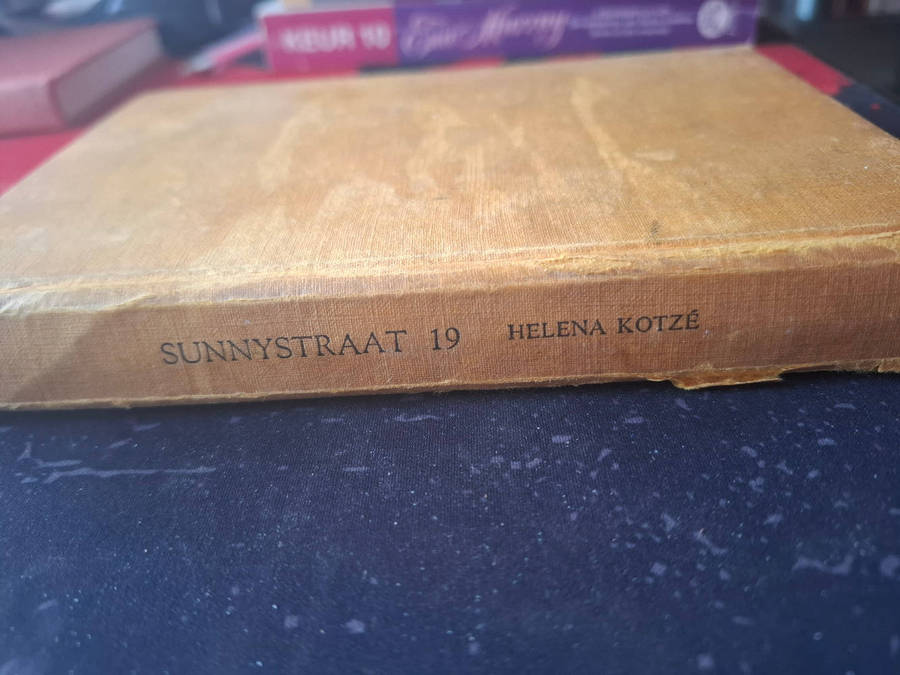 KEUR 10
SUNNYSTRAAT 19 HELENA KOTZÉ